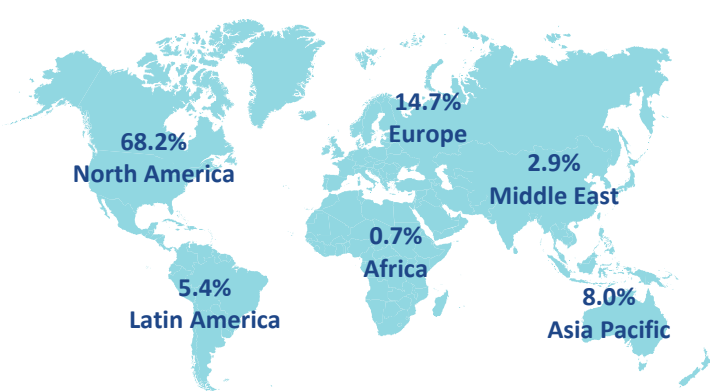 14.7%
Europe
68.2%
North America
2.9%
Middle East
0.7%
Africa
5.4%
Latin America
8.0%
Asia Pacific